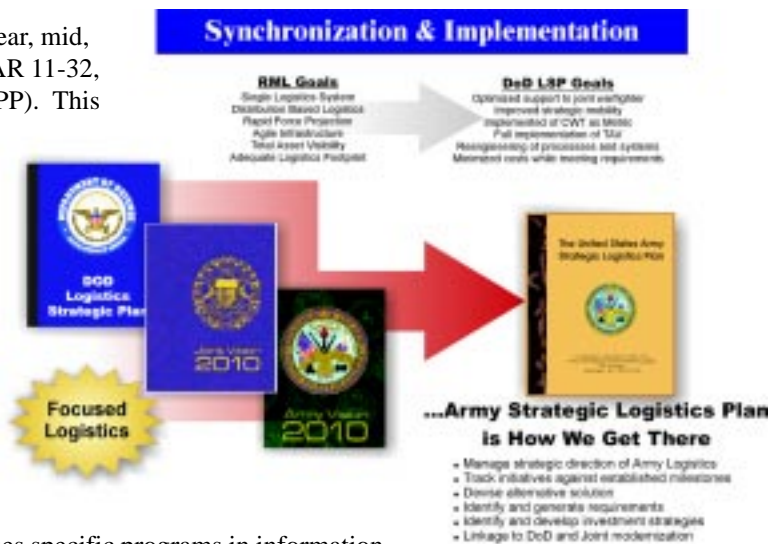 Synchronization & Implementation
ear, mid,
AR 11-32,
PP). This
RML Goals
Single Logistics System
Distribution Based Logistics
Rapid Force Projection
Agile Infrastructure
Total Asset Visibility
Adequate Logistics Footprint
DoD LSP Goals
Optimized support to joint warfighter
Improved strategic mobility
Implemented of CWT as Metric
Full implementation of TAV
Reengineering of processes and systems
Minimized costs while meeting requirements
DEPARTMENT OF DEFENSE
DOD
Logistics
Strategic Plan
Joint Vision
2010
Army Vision
2010
Focused
Logistics
The United States Army
Strategic Logistics Plan
...Army Strategic Logistics Plan
is How We Get There
• Manage strategic direction of Army Logistics
• Track initiatives against established milestones
• Devise alternative solution
• Identify and generate requirements
• Identify and develop investment strategies
• Linkage to DoD and Joint modernization
es specific programs in information